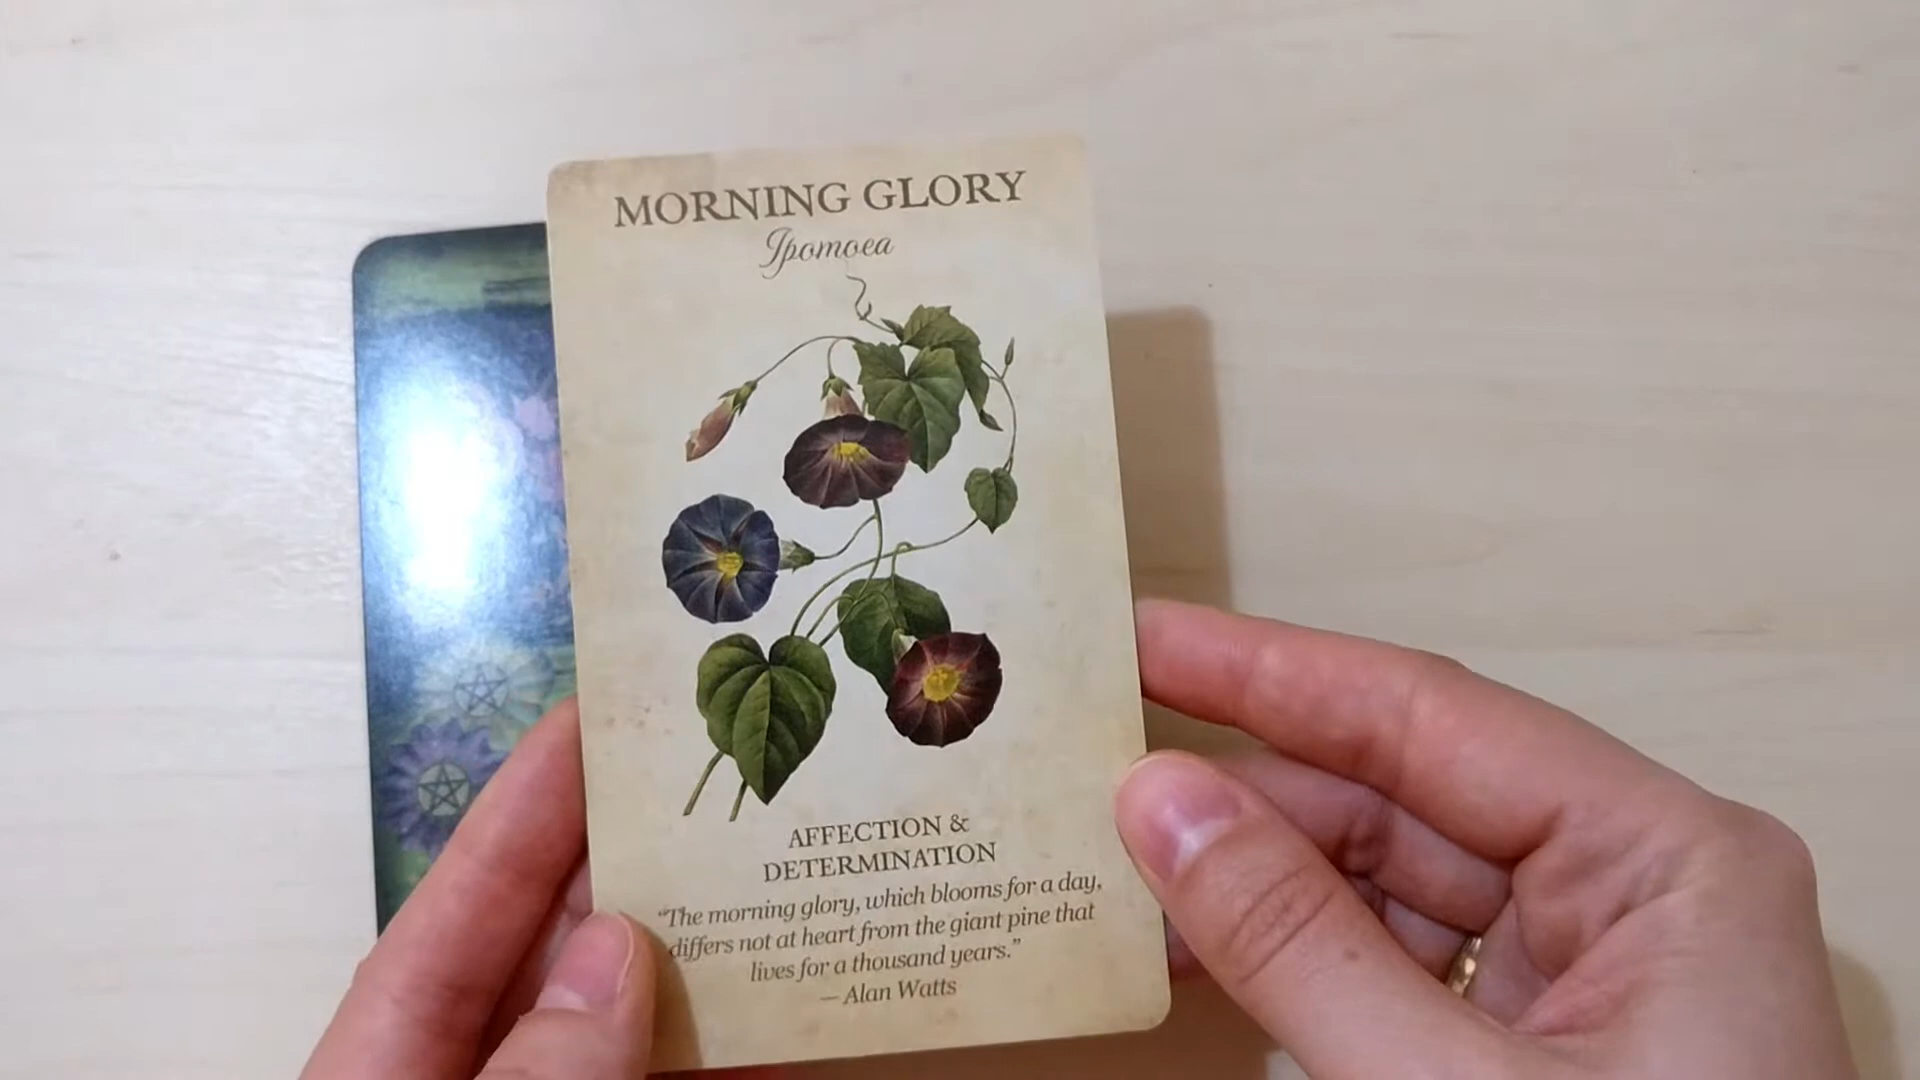 MORNING GLORY
Ipomoea
AFFECTION &
DETERMINATION
“The morning glory, which blooms for a day,
differs not at heart from the giant pine that
lives for a thousand years.”
— Alan Watts